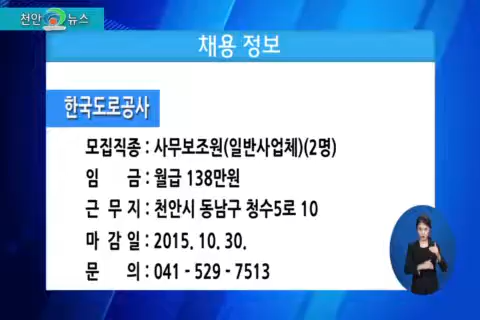 천안 뉴스
채용 정보
한국도로공사
모집직종 : 사무보조원(일반사업체)(2명)
임 금 : 월급 138만원
근 무 지 : 천안시 동남구 청수5로 10
마 감 일 : 2015. 10. 30.
문 의 : 041 - 529 - 7513